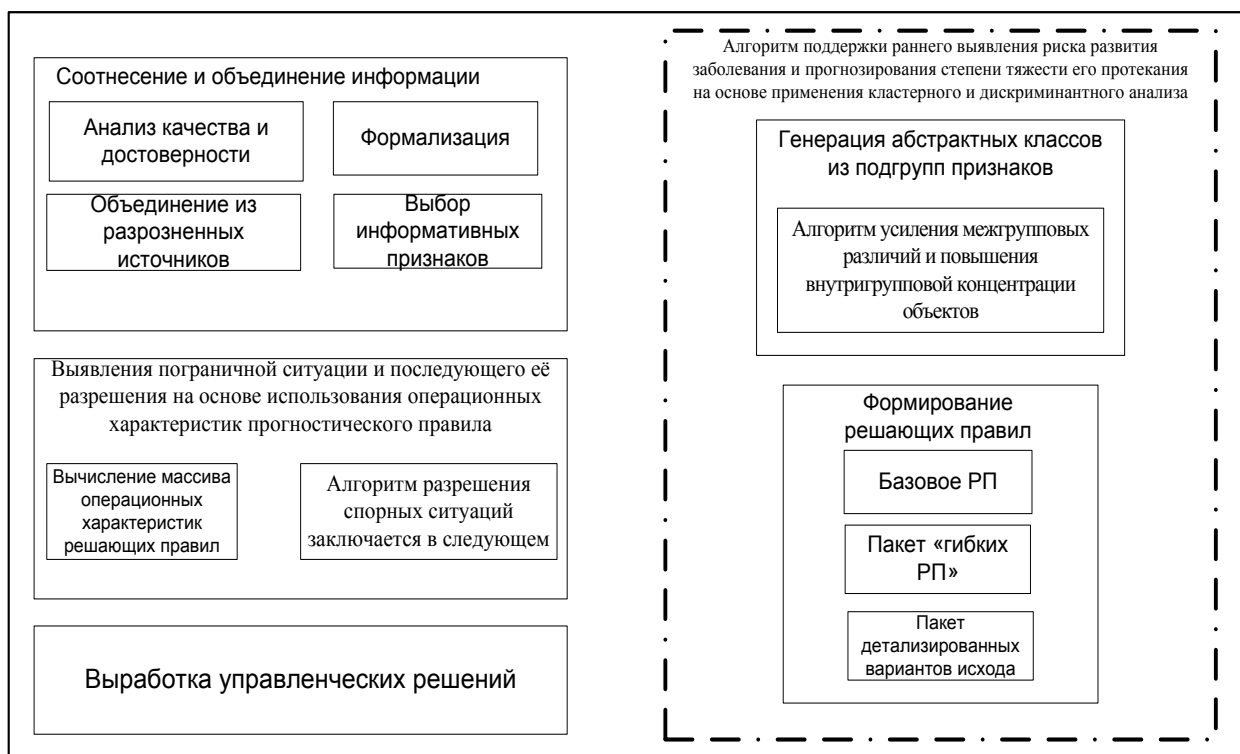 Соотнесение и объединение информации
Анализ качества и
достоверности
Формализация
Объединение из
разрозненных
источников
Выбор
информативных
признаков
Выявления пограничной ситуации и последующего её
разрешения на основе использования операционных
характеристик прогностического правила
Вычисление массива
операционных
характеристик
решающих правил
Алгоритм разрешения
спорных ситуаций
заключается в следующем
Выработка управленческих решений
Алгоритм поддержки раннего выявления риска развития
заболевания и прогнозирования степени тяжести его протекания
на основе применения кластерного и дискриминантного анализа
Генерация абстрактных классов
из подгрупп признаков
Алгоритм усиления межгрупповых
различий и повышения
внутригрупповой концентрации
объектов
Формирование
решающих правил
Базовое РП
Пакет «гибких
РП»
Пакет
детализированных
вариантов исхода